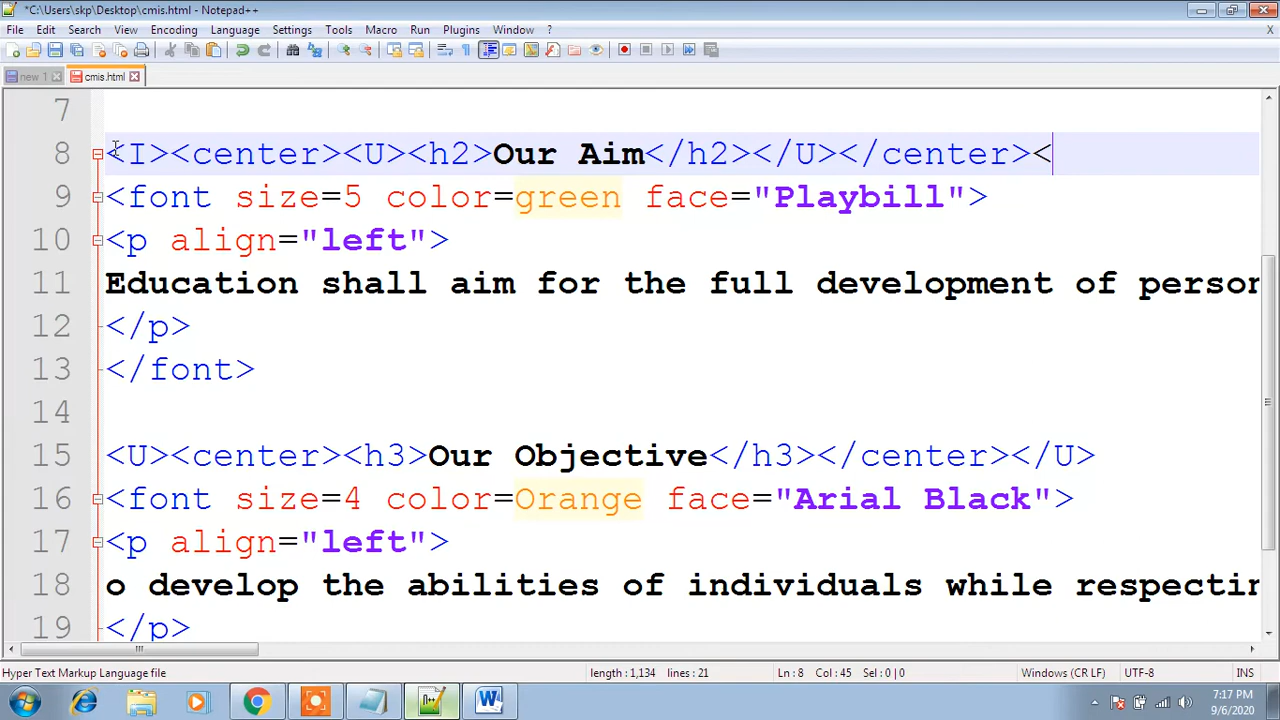 *C:\Users\skp\Desktop\cmis.html - Notepad++
File Edit Search View Encoding Language Settings Tools Macro Run Plugins Window ? X
new 1 cmis.html
7
8 <I><center><U><h2>Our Aim</h2></U></center><
9 <font size=5 color=green face="Playbill">
10 <p align="left">
11 Education shall aim for the full development of person
12 </p>
13 </font>
14
15 <U><center><h3>Our Objective</h3></center></U>
16 <font size=4 color=Orange face="Arial Black">
17 <p align="left">
18 o develop the abilities of individuals while respectin
19 </p>
Hyper Text Markup Language file length : 1,134 lines : 21 Ln : 8 Col : 45 Sel : 0 | 0 Windows (CR LF) UTF-8 INS
7:17 PM
9/6/2020